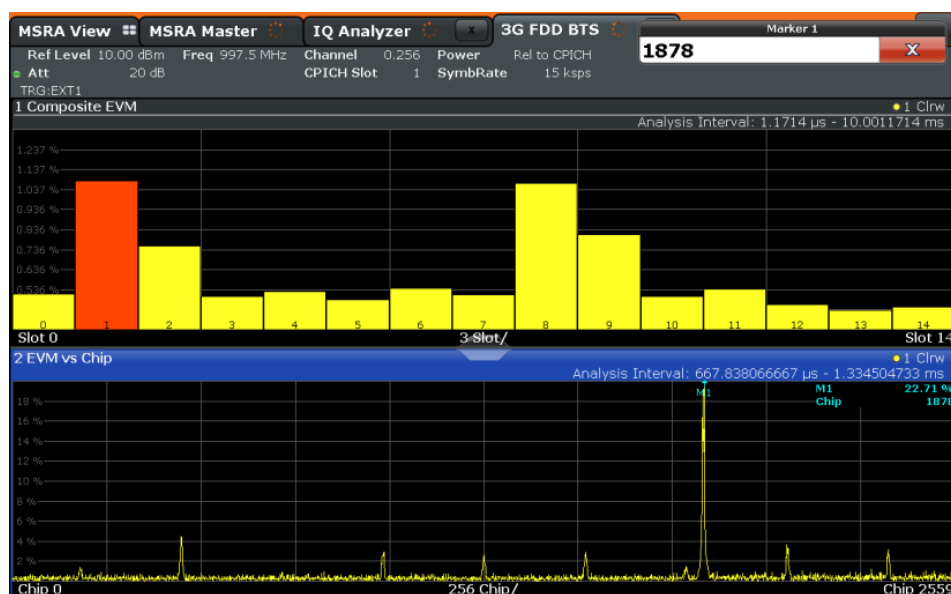 MSRA View MSRA Master IQ Analyzer x 3G FDD BTS Marker 1
1878 X
Ref Level 10.00 dBm Freq 997.5 MHz Channel 0.256 Power Rel to CPICH
Att 20 dB CPICH Slot 1 SymbRate 15 ksps
TRG:EXT1
1 Composite EVM 1 Clrw
Analysis Interval: 1.1714 µs - 10.0011714 ms
1.237 %
1.137 %
1.037 %
0.936 %
0.836 %
0.736 %
0.636 %
0.536 %
0 1 2 3 4 5 6 7 8 9 10 11 12 13 14
Slot 0 3 Slot/ Slot 14
2 EVM vs Chip 1 Clrw
Analysis Interval: 667.838066667 µs - 1.334504733 ms
M1 M1 22.71 %
Chip 1878
18 %
16 %
14 %
12 %
10 %
8 %
6 %
4 %
2 %
Chip 0 256 Chip/ Chip 2559